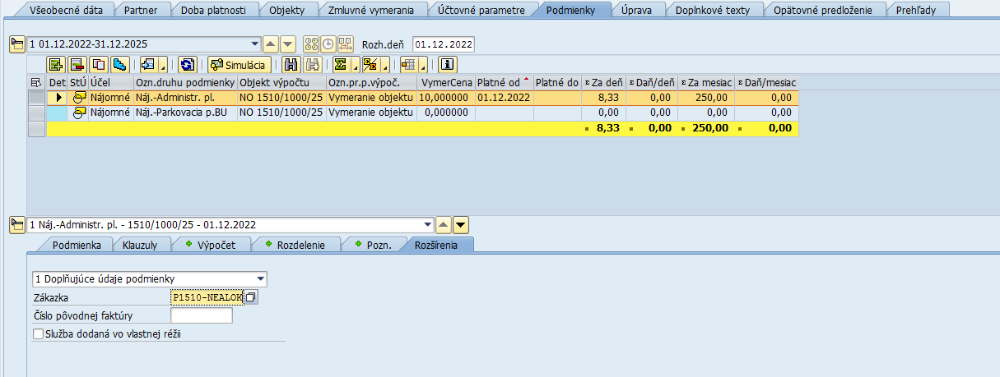 Všeobecné dáta Partner Doba platnosti Objekty Zmluvné vymerania Účtovné parametre Podmienky Úprava Doplnkové texty Opätovné predloženie Prehľady
1 01.12.2022-31.12.2025 Rozh.deň 01.12.2022
Simulácia
Det StÚ Účel Ozn.druhu podmienky Objekt výpočtu Ozn.pr.p.výpoč. VymerCena Platné od Platné do Σ Za deň Σ Daň/deň Σ Za mesiac Σ Daň/mesiac
Nájomné Náj.-Administr. pl. NO 1510/1000/25 Vymeranie objektu 10,000000 01.12.2022 8,33 0,00 250,00 0,00
Nájomné Náj.-Parkovacia p.BU NO 1510/1000/25 Vymeranie objektu 0,000000 0,00 0,00 0,00 0,00
8,33 0,00 250,00 0,00
1 Náj.-Administr. pl. - 1510/1000/25 - 01.12.2022
Podmienka Klauzuly Výpočet Rozdelenie Pozn. Rozšírenia
1 Doplňujúce údaje podmienky
Zákazka P1510-NEALOK
Číslo pôvodnej faktúry
Služba dodaná vo vlastnej réžii